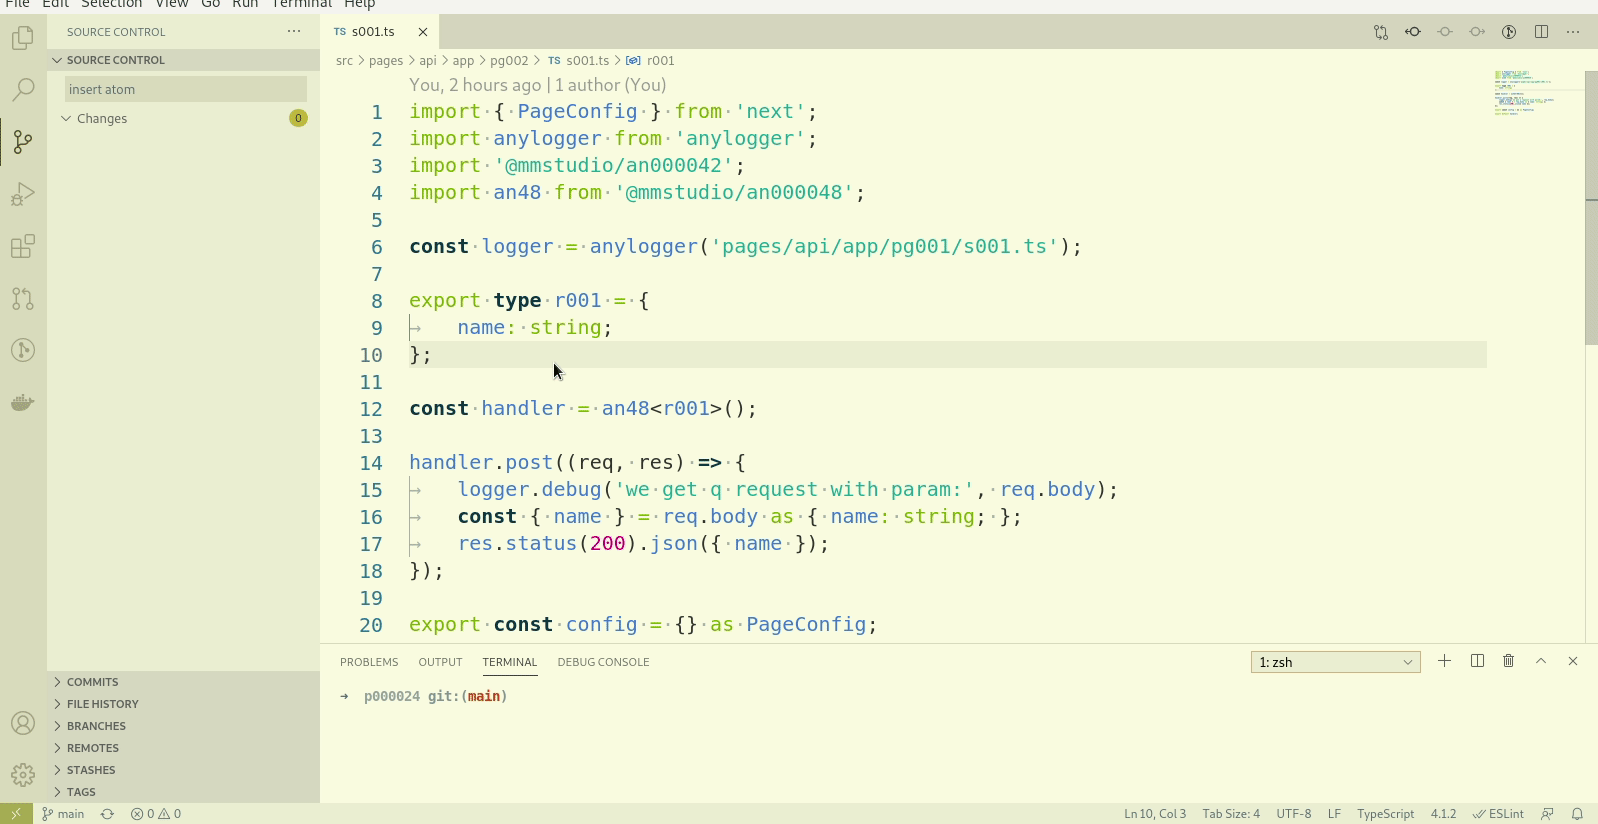 File Edit Selection View Go Run Terminal Help
SOURCE CONTROL
SOURCE CONTROL
insert atom
Changes 0
COMMITS
FILE HISTORY
BRANCHES
REMOTES
STASHES
TAGS
TS s001.ts
src > pages > api > app > pg002 > TS s001.ts > r001
You, 2 hours ago | 1 author (You)
1 import { PageConfig } from 'next';
2 import anylogger from 'anylogger';
3 import '@mmstudio/an000042';
4 import an48 from '@mmstudio/an000048';
5
6 const logger = anylogger('pages/api/app/pg001/s001.ts');
7
8 export type r001 = {
9 name: string;
10 };
11
12 const handler = an48<r001>();
13
14 handler.post((req, res) => {
15 logger.debug('we get q request with param:', req.body);
16 const { name } = req.body as { name: string; };
17 res.status(200).json({ name });
18 });
19
20 export const config = {} as PageConfig;
PROBLEMS OUTPUT TERMINAL DEBUG CONSOLE
1: zsh
→ p000024 git:(main)
main 0 0 Ln 10, Col 3 Tab Size: 4 UTF-8 LF TypeScript 4.1.2 ESLint